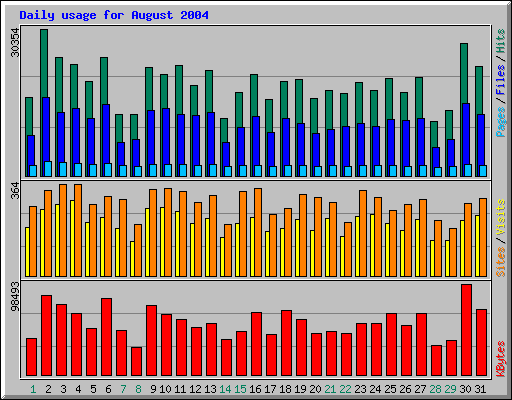 Daily usage for August 2004
30354
Pages / Files / Hits
364
Sites / Visits
98493
KBytes
1 2 3 4 5 6 7 8 9 10 11 12 13 14 15 16 17 18 19 20 21 22 23 24 25 26 27 28 29 30 31